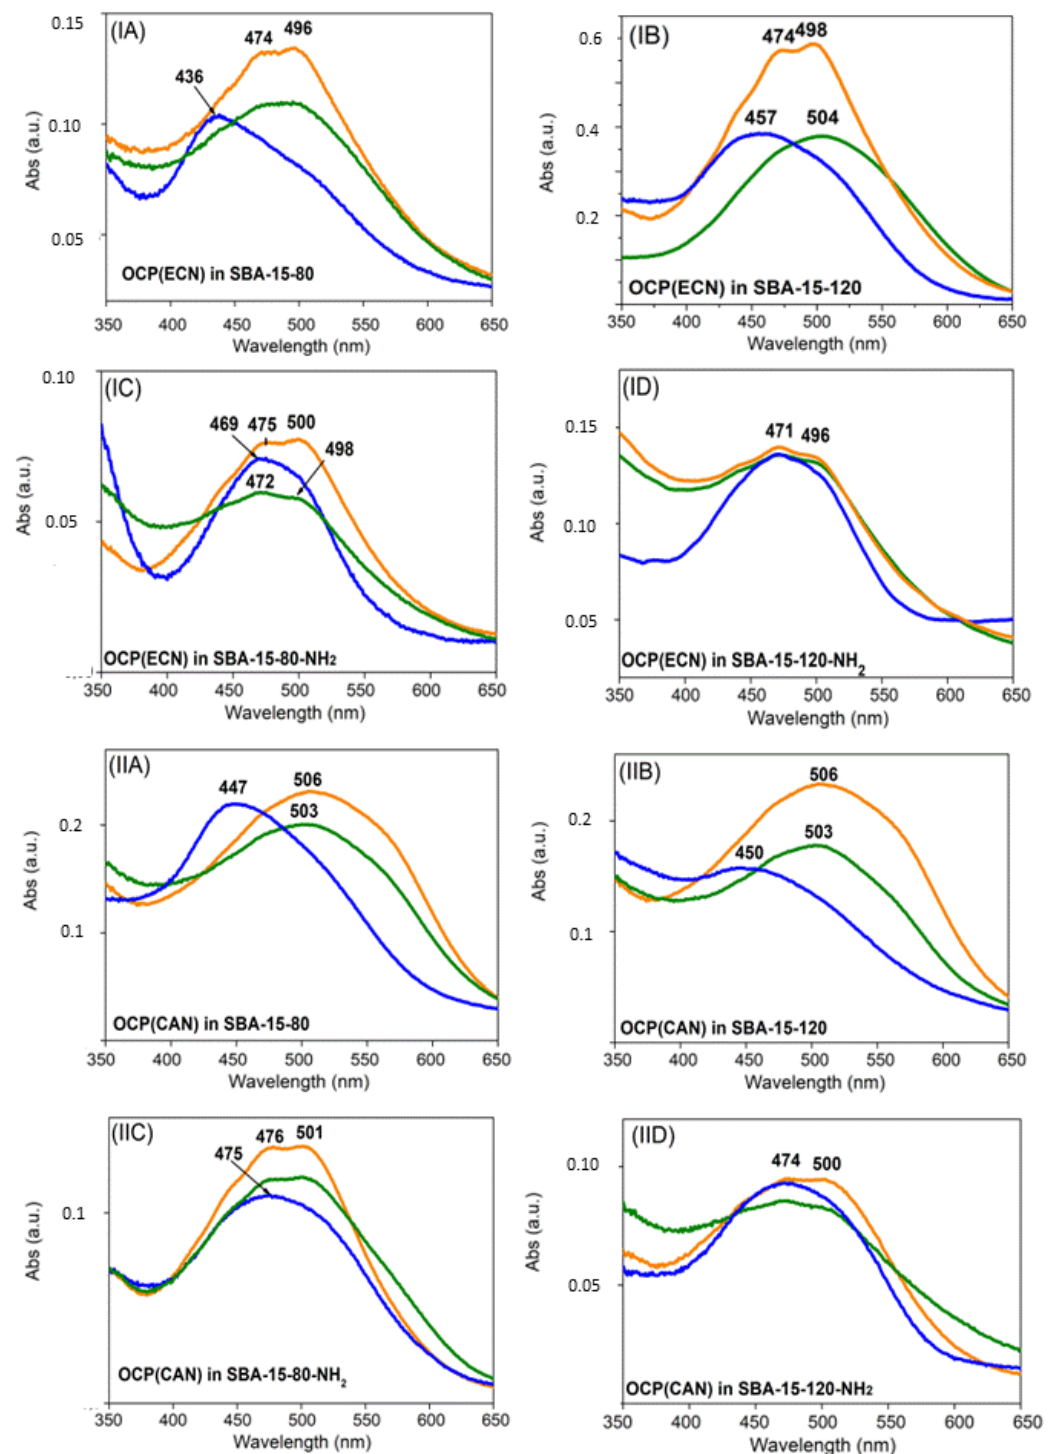 (IA)
0.15
0.10
0.05
Abs (a.u.)
436
474
496
OCP(ECN) in SBA-15-80
350 400 450 500 550 600 650
Wavelength (nm)
(IB)
0.6
0.4
0.2
Abs (a.u.)
474 498
457
504
OCP(ECN) in SBA-15-120
350 400 450 500 550 600 650
Wavelength (nm)
(IC)
0.10
0.05
Abs (a.u.)
469 475 500
498
472
OCP(ECN) in SBA-15-80-NH2
350 400 450 500 550 600 650
Wavelength (nm)
(ID)
0.15
0.10
0.05
Abs (a.u.)
471 496
OCP(ECN) in SBA-15-120-NH2
350 400 450 500 550 600 650
Wavelength (nm)
(IIA)
0.2
0.1
Abs (a.u.)
447
506
503
OCP(CAN) in SBA-15-80
350 400 450 500 550 600 650
Wavelength (nm)
(IIB)
0.2
0.1
Abs (a.u.)
506
503
450
OCP(CAN) in SBA-15-120
350 400 450 500 550 600 650
Wavelength (nm)
(IIC)
0.1
Abs (a.u.)
476 501
475
OCP(CAN) in SBA-15-80-NH2
350 400 450 500 550 600 650
Wavelength (nm)
(IID)
0.10
0.05
Abs (a.u.)
474 500
OCP(CAN) in SBA-15-120-NH2
350 400 450 500 550 600 650
Wavelength (nm)